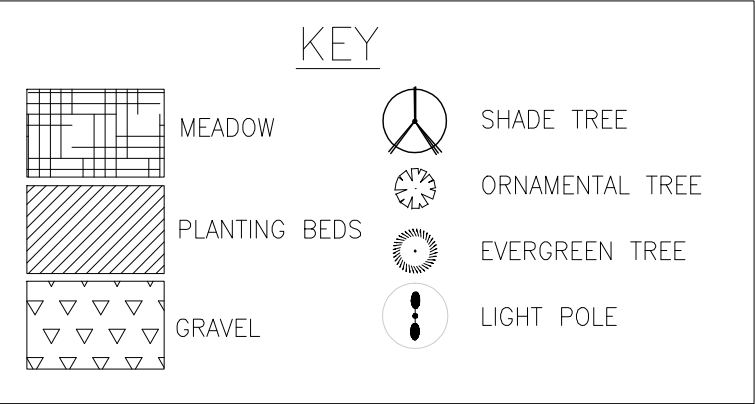 KEY
MEADOW
PLANTING BEDS
GRAVEL
SHADE TREE
ORNAMENTAL TREE
EVERGREEN TREE
LIGHT POLE